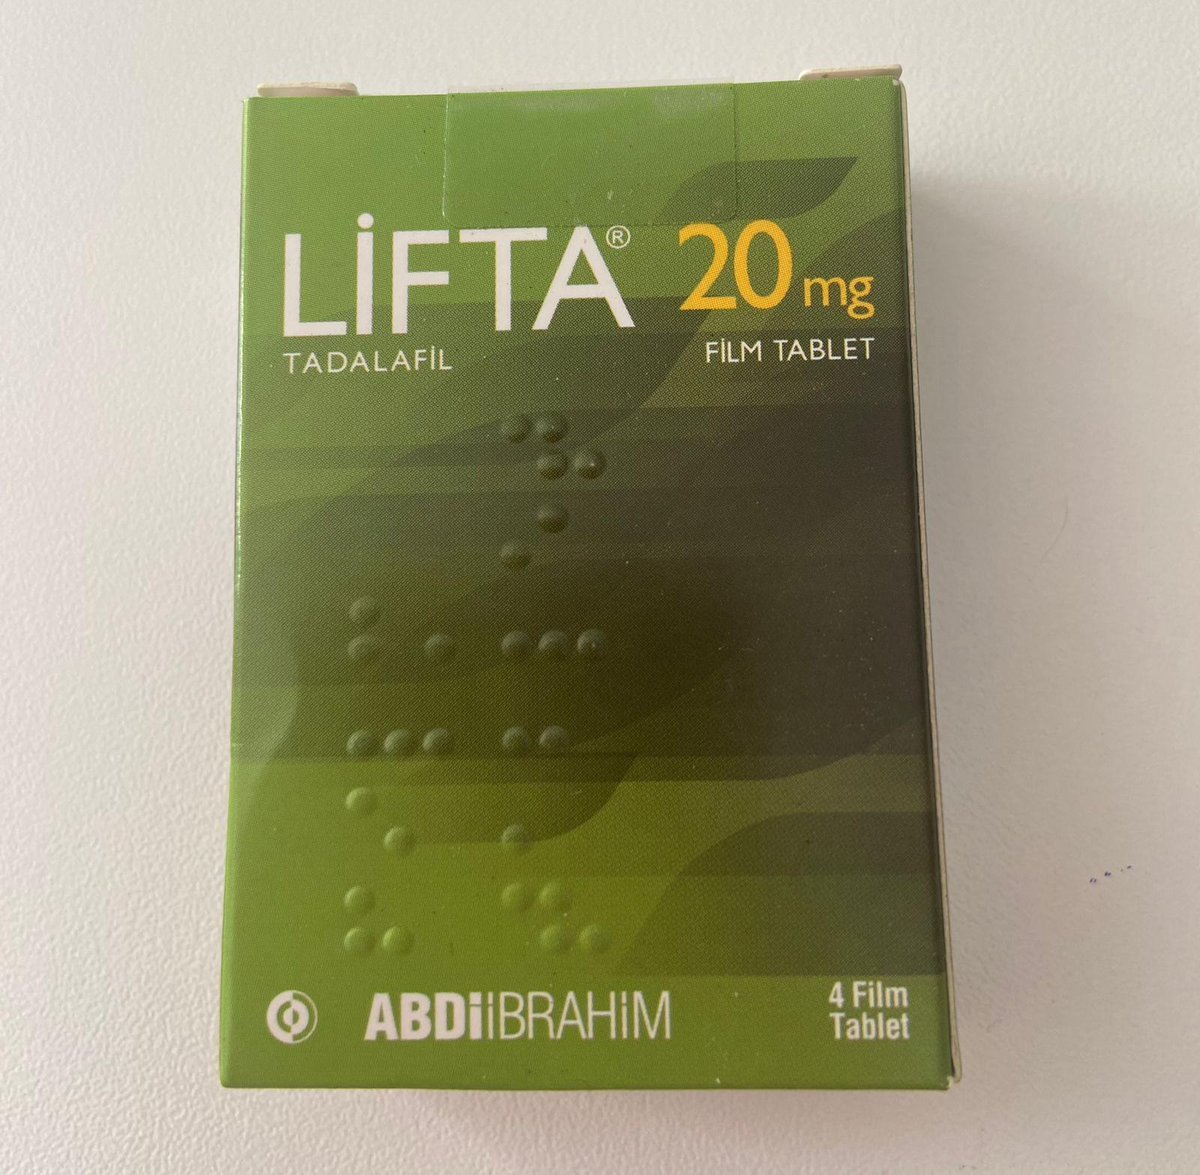 LİFTA® 20 mg
TADALAFİL FİLM TABLET
ABDİİBRAHİM
4 Film
Tablet